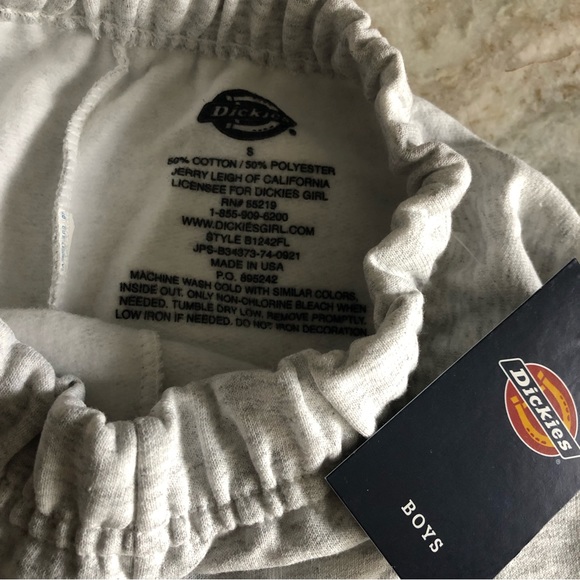 Dickies
S
50% COTTON / 50% POLYESTER
JERRY LEIGH OF CALIFORNIA
LICENSEE FOR DICKIES GIRL
RN# 85219
1-855-909-6200
WWW.DICKIESGIRL.COM
STYLE B1242FL
JPS-B34373-74-0921
MADE IN USA
P.O. 895242
MACHINE WASH COLD WITH SIMILAR COLORS,
INSIDE OUT. ONLY NON-CHLORINE BLEACH WHEN
NEEDED. TUMBLE DRY LOW. REMOVE PROMPTLY.
LOW IRON IF NEEDED. DO NOT IRON DECORATION
Dickies
BOYS